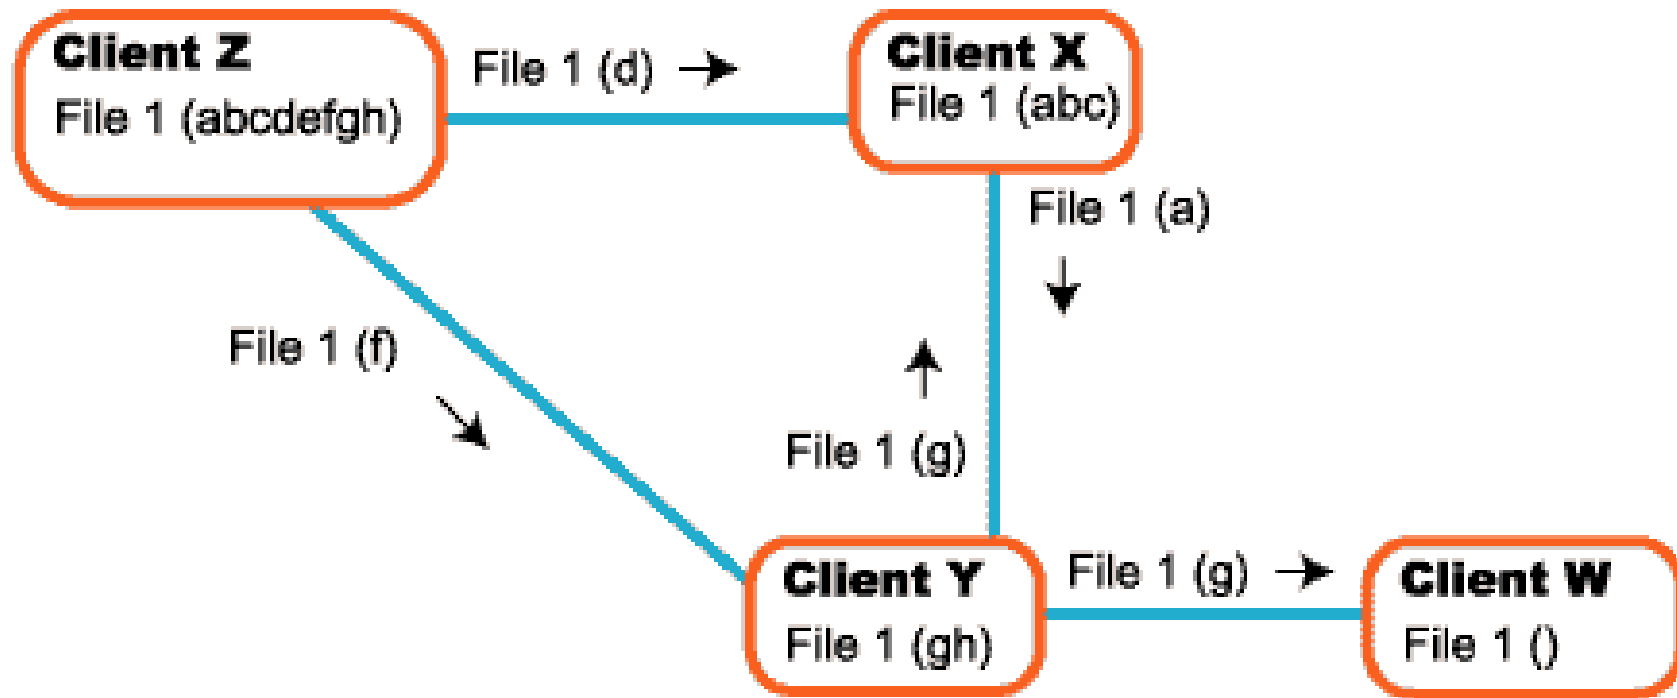 Client Z
File 1 (abcdefgh)
File 1 (d)
Client X
File 1 (abc)
File 1 (a)
File 1 (f)
File 1 (g)
Client Y
File 1 (gh)
File 1 (g)
Client W
File 1 ()